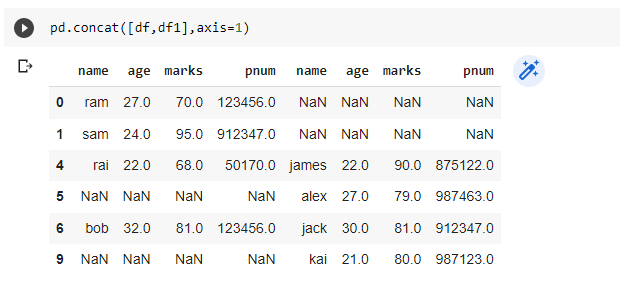 pd.concat([df,df1],axis=1)
name age marks pnum name age marks pnum
0 ram 27.0 70.0 123456.0 NaN NaN NaN NaN
1 sam 24.0 95.0 912347.0 NaN NaN NaN NaN
4 rai 22.0 68.0 50170.0 james 22.0 90.0 875122.0
5 NaN NaN NaN NaN alex 27.0 79.0 987463.0
6 bob 32.0 81.0 123456.0 jack 30.0 81.0 912347.0
9 NaN NaN NaN NaN kai 21.0 80.0 987123.0